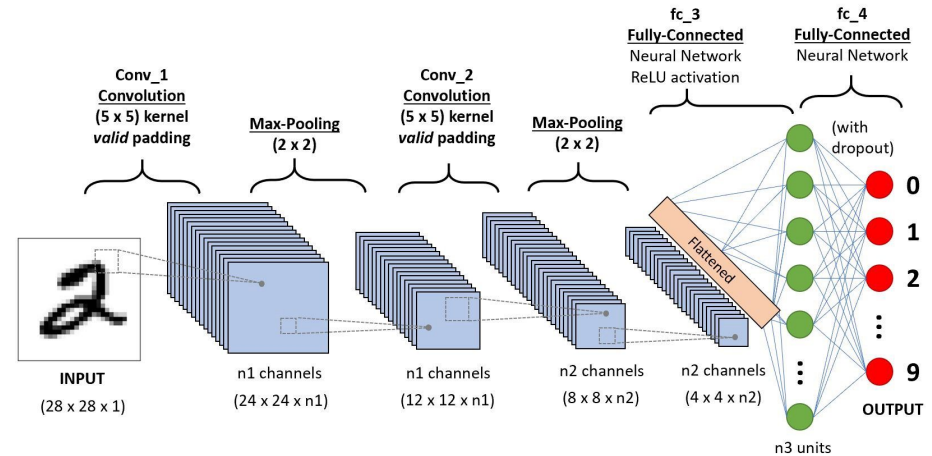 Conv_1
Convolution
(5 x 5) kernel
valid padding
Max-Pooling
(2 x 2)
Conv_2
Convolution
(5 x 5) kernel
valid padding
Max-Pooling
(2 x 2)
fc_3
Fully-Connected
Neural Network
ReLU activation
fc_4
Fully-Connected
Neural Network
(with
dropout)
Flattened
0
1
2
9
OUTPUT
INPUT
(28 x 28 x 1)
n1 channels
(24 x 24 x n1)
n1 channels
(12 x 12 x n1)
n2 channels
(8 x 8 x n2)
n2 channels
(4 x 4 x n2)
n3 units
2